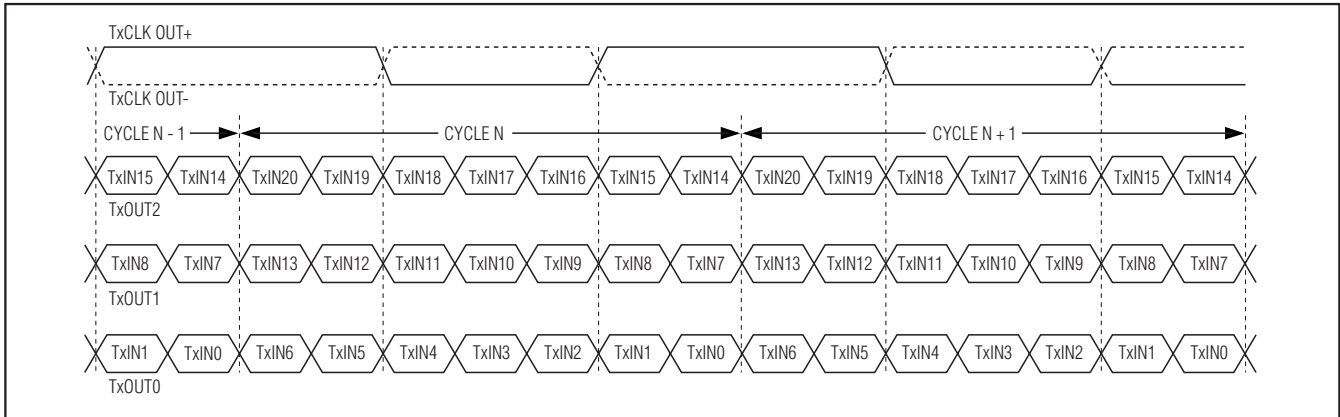 TxCLK OUT+
TxCLK OUT-
CYCLE N - 1 CYCLE N CYCLE N + 1
TxIN15 TxIN14 TxIN20 TxIN19 TxIN18 TxIN17 TxIN16 TxIN15 TxIN14 TxIN20 TxIN19 TxIN18 TxIN17 TxIN16 TxIN15 TxIN14
TxOUT2
TxIN8 TxIN7 TxIN13 TxIN12 TxIN11 TxIN10 TxIN9 TxIN8 TxIN7 TxIN13 TxIN12 TxIN11 TxIN10 TxIN9 TxIN8 TxIN7
TxOUT1
TxIN1 TxIN0 TxIN6 TxIN5 TxIN4 TxIN3 TxIN2 TxIN1 TxIN0 TxIN6 TxIN5 TxIN4 TxIN3 TxIN2 TxIN1 TxIN0
TxOUT0